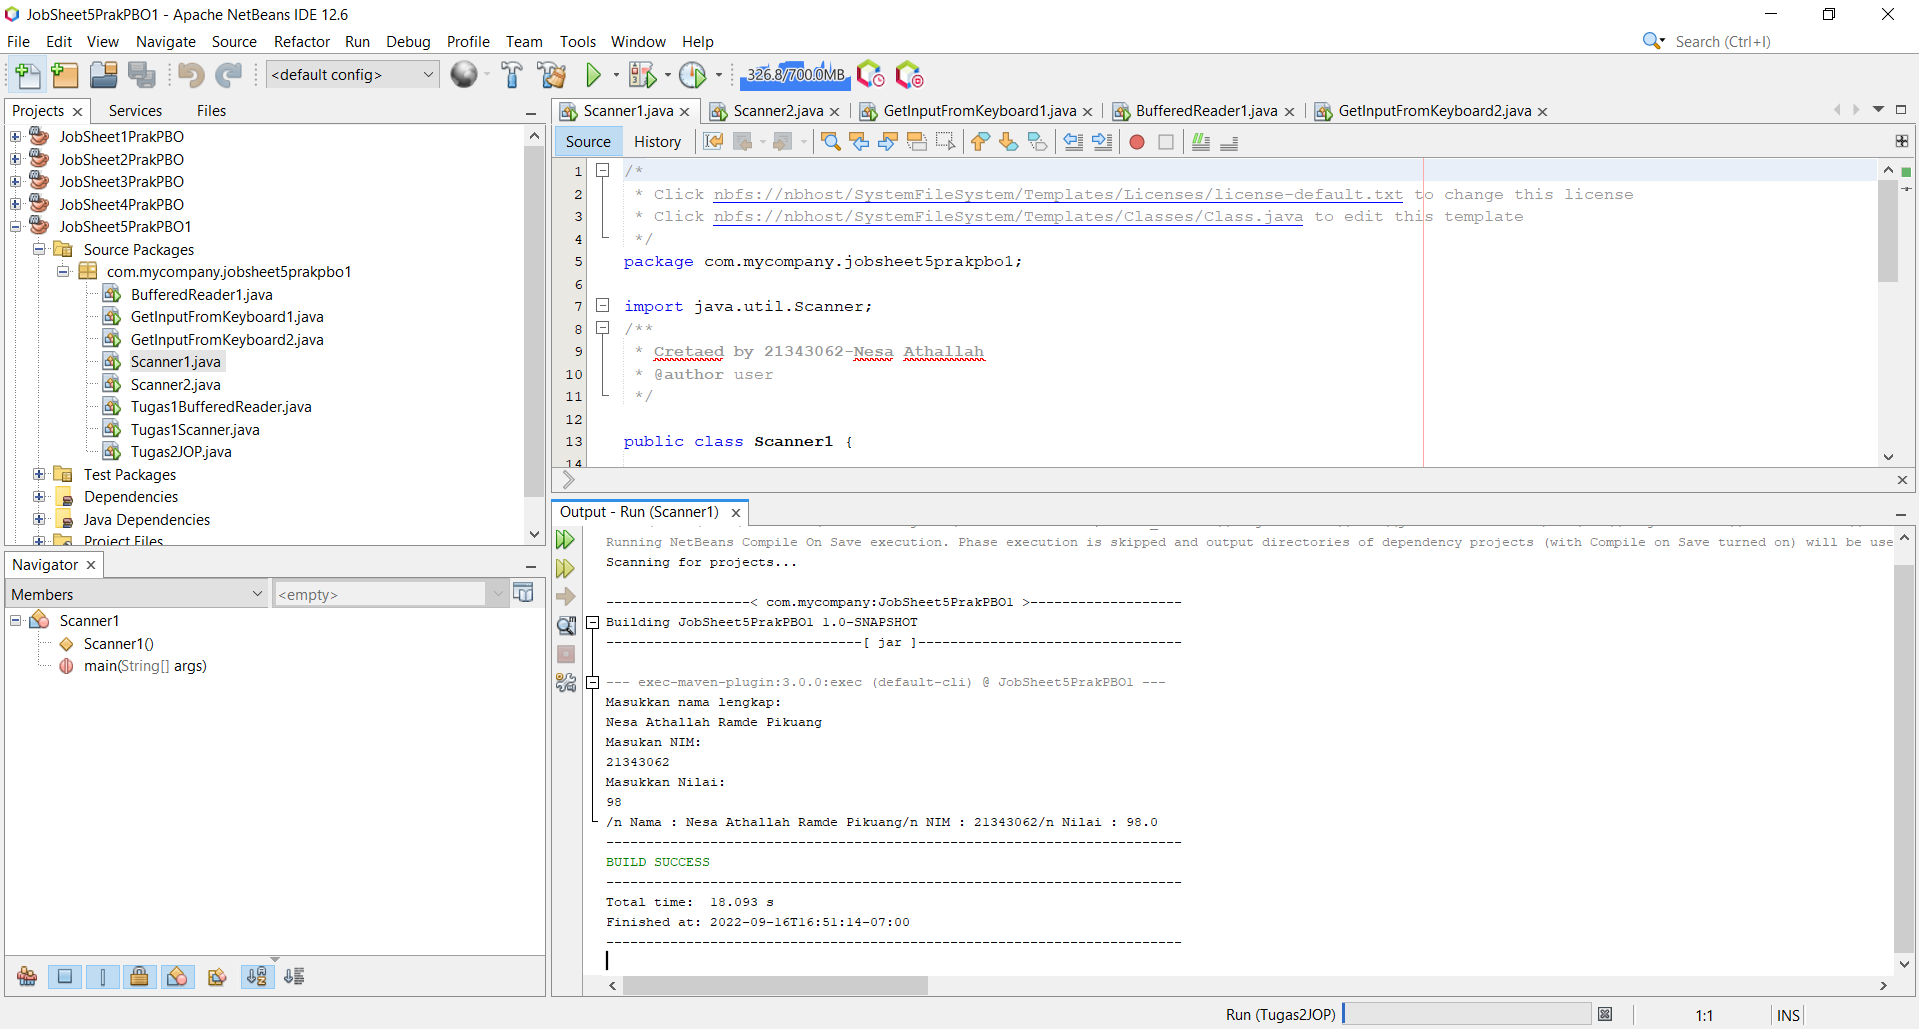 JobSheet5PrakPBO1 - Apache NetBeans IDE 12.6
File Edit View Navigate Source Refactor Run Debug Profile Team Tools Window Help
Search (Ctrl+I)
<default config>
326.8/700.0MB
Projects Services Files
JobSheet1PrakPBO
JobSheet2PrakPBO
JobSheet3PrakPBO
JobSheet4PrakPBO
JobSheet5PrakPBO1
Source Packages
com.mycompany.jobsheet5prakpbo1
BufferedReader1.java
GetInputFromKeyboard1.java
GetInputFromKeyboard2.java
Scanner1.java
Scanner2.java
Tugas1BufferedReader.java
Tugas1Scanner.java
Tugas2JOP.java
Test Packages
Dependencies
Java Dependencies
Project Files
Navigator
Members
<empty>
Scanner1
Scanner1()
main(String[] args)
Scanner1.java Scanner2.java GetInputFromKeyboard1.java BufferedReader1.java GetInputFromKeyboard2.java
Source History
1 /*
2 * Click nbfs://nbhost/SystemFileSystem/Templates/Licenses/license-default.txt to change this license
3 * Click nbfs://nbhost/SystemFileSystem/Templates/Classes/Class.java to edit this template
4 */
5 package com.mycompany.jobsheet5prakpbo1;
6
7 import java.util.Scanner;
8 /**
9 * Cretaed by 21343062-Nesa Athallah
10 * @author user
11 */
12
13 public class Scanner1 {
14
Output - Run (Scanner1)
Running NetBeans Compile On Save execution. Phase execution is skipped and output directories of dependency projects (with Compile on Save turned on) will be use
Scanning for projects...
------------------< com.mycompany:JobSheet5PrakPBO1 >-------------------
Building JobSheet5PrakPBO1 1.0-SNAPSHOT
--------------------------------[ jar ]---------------------------------
--- exec-maven-plugin:3.0.0:exec (default-cli) @ JobSheet5PrakPBO1 ---
Masukkan nama lengkap:
Nesa Athallah Ramde Pikuang
Masukan NIM:
21343062
Masukkan Nilai:
98
/n Nama : Nesa Athallah Ramde Pikuang/n NIM : 21343062/n Nilai : 98.0
------------------------------------------------------------------------
BUILD SUCCESS
------------------------------------------------------------------------
Total time:  18.093 s
Finished at: 2022-09-16T16:51:14-07:00
------------------------------------------------------------------------
Run (Tugas2JOP)
1:1
INS